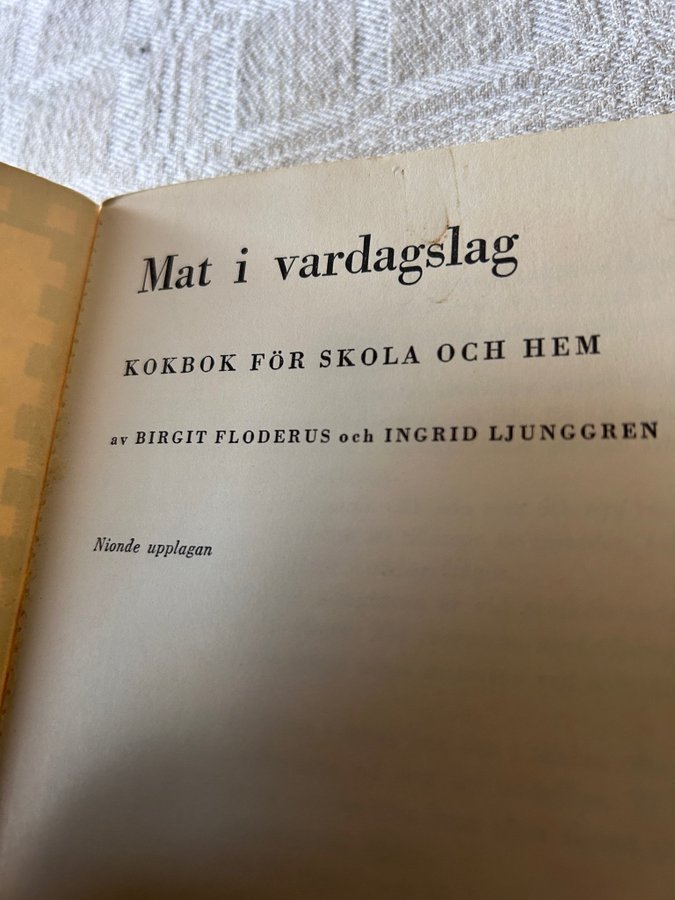 Mat i vardagslag
KOKBOK FÖR SKOLA OCH HEM
av BIRGIT FLODERUS och INGRID LJUNGGREN
Nionde upplagan